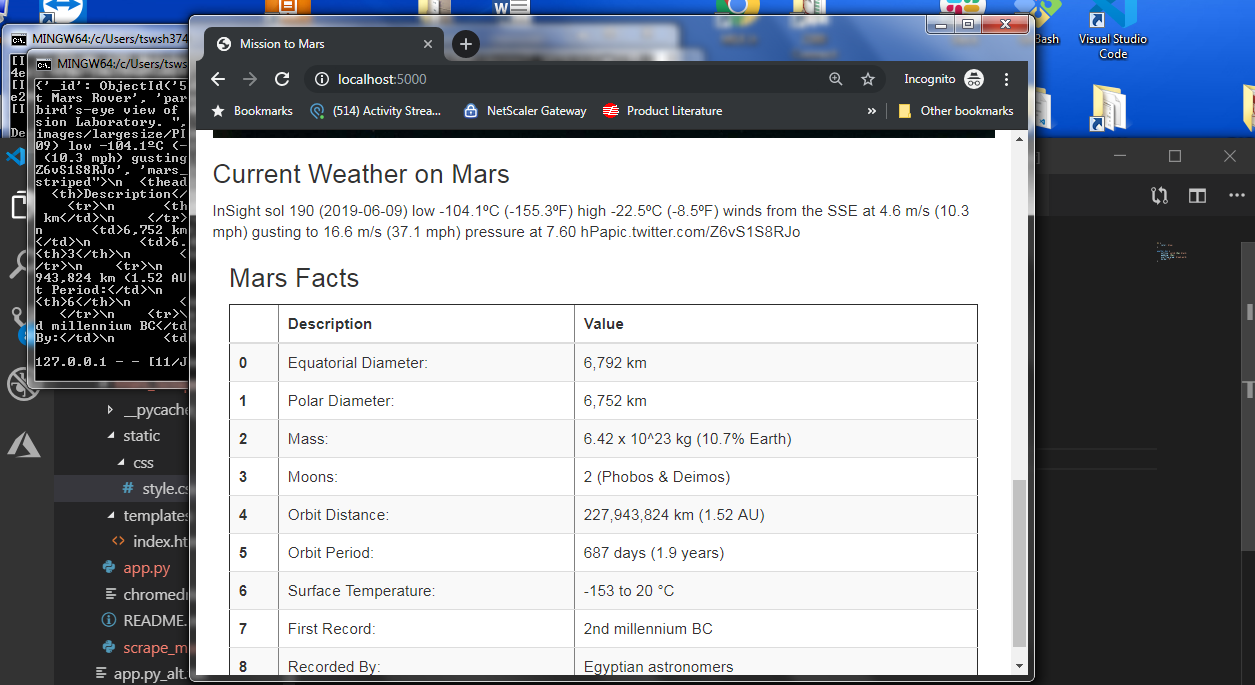 MINGW64:/c/Users/tswsh374
MINGW64:/c/Users/tsws
{'_id': ObjectId('5
t Mars Rover', 'par
bird's-eye view of
sion Laboratory. ",
images/largesize/PI
09) low -104.1ºC (-
(10.3 mph) gusting
Z6vS1S8RJo', 'mars_
striped">\n <thead
<th>Description</
<tr>\n <th
km</td>\n </tr>
\n <td>6,752 km
</td>\n <td>6.
<th>3</th>\n <
/tr>\n <tr>\n
943,824 km (1.52 AU
t Period:</td>\n
<th>6</th>\n <
</tr>\n <tr>\
d millennium BC</td
By:</td>\n <td
127.0.0.1 - - [11/J
Mission to Mars
localhost:5000
Incognito
Bookmarks
(514) Activity Strea...
NetScaler Gateway
Product Literature
»
Other bookmarks
Current Weather on Mars
InSight sol 190 (2019-06-09) low -104.1ºC (-155.3ºF) high -22.5ºC (-8.5ºF) winds from the SSE at 4.6 m/s (10.3
mph) gusting to 16.6 m/s (37.1 mph) pressure at 7.60 hPapic.twitter.com/Z6vS1S8RJo
Mars Facts
Description Value
0 Equatorial Diameter: 6,792 km
1 Polar Diameter: 6,752 km
2 Mass: 6.42 x 10^23 kg (10.7% Earth)
3 Moons: 2 (Phobos & Deimos)
4 Orbit Distance: 227,943,824 km (1.52 AU)
5 Orbit Period: 687 days (1.9 years)
6 Surface Temperature: -153 to 20 °C
7 First Record: 2nd millennium BC
8 Recorded By: Egyptian astronomers
__pycache
static
css
style.cs
templates
index.ht
app.py
chromedr
README.
scrape_m
app.py_alt.
Bash
Visual Studio
Code